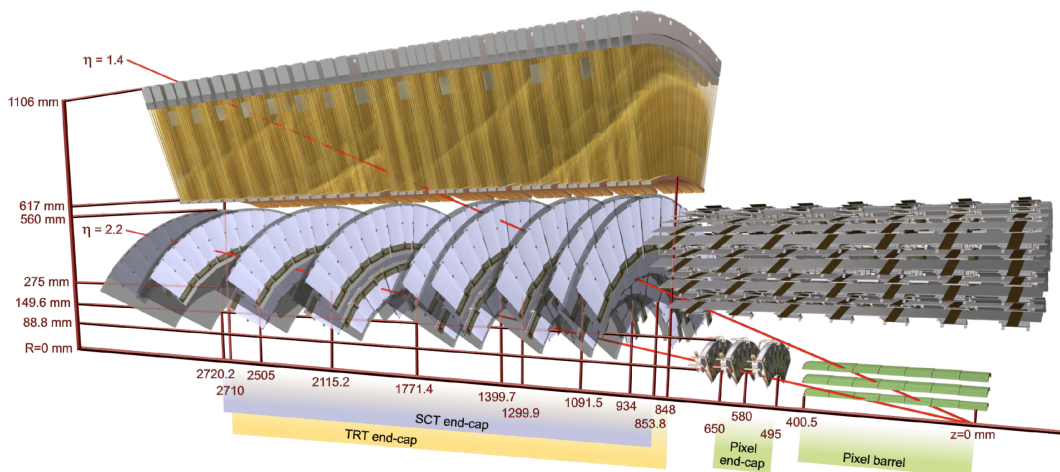 η = 1.4
1106 mm
617 mm
560 mm
η = 2.2
275 mm
149.6 mm
88.8 mm
R=0 mm
2720.2
2710
2505
2115.2
1771.4
1399.7
1299.9
1091.5
934
853.8
848
650
580
495
400.5
z=0 mm
SCT end-cap
TRT end-cap
Pixel
end-cap
Pixel barrel